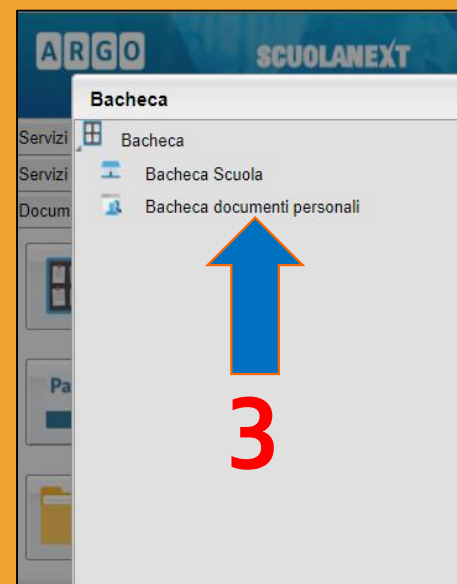 ARGO SCUOLANEXT
Bacheca
Servizi
Bacheca
Servizi
Bacheca Scuola
Docum
Bacheca documenti personali
Pa
3